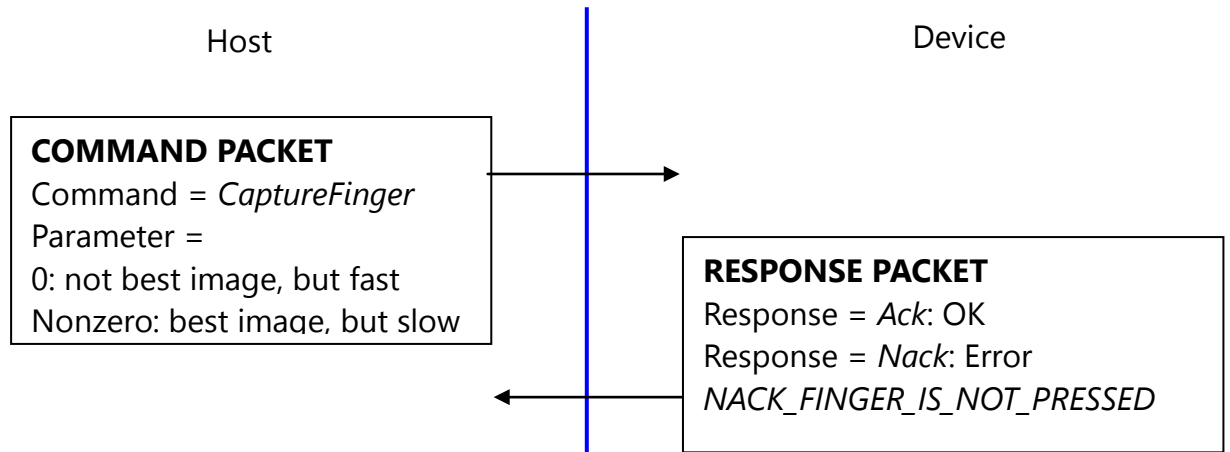 Host
Device
COMMAND PACKET
Command = CaptureFinger
Parameter =
0: not best image, but fast
Nonzero: best image, but slow
RESPONSE PACKET
Response = Ack: OK
Response = Nack: Error
NACK_FINGER_IS_NOT_PRESSED